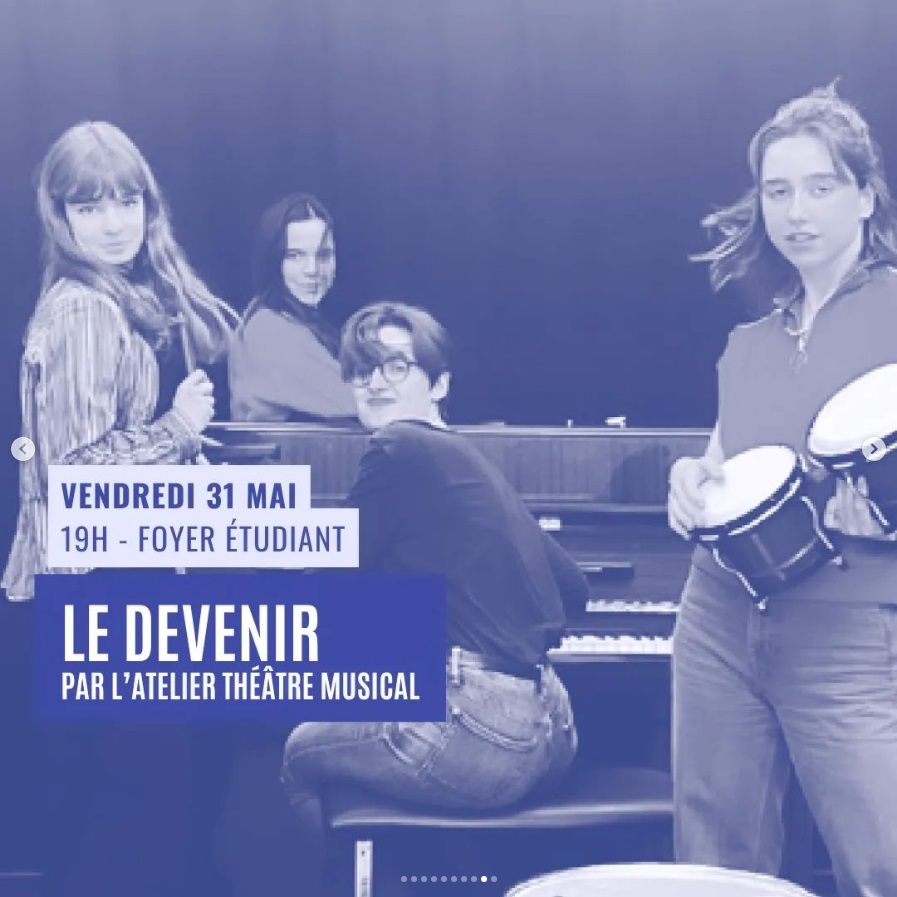 VENDREDI 31 MAI
19H - FOYER ÉTUDIANT
LE DEVENIR
PAR L'ATELIER THÉÂTRE MUSICAL